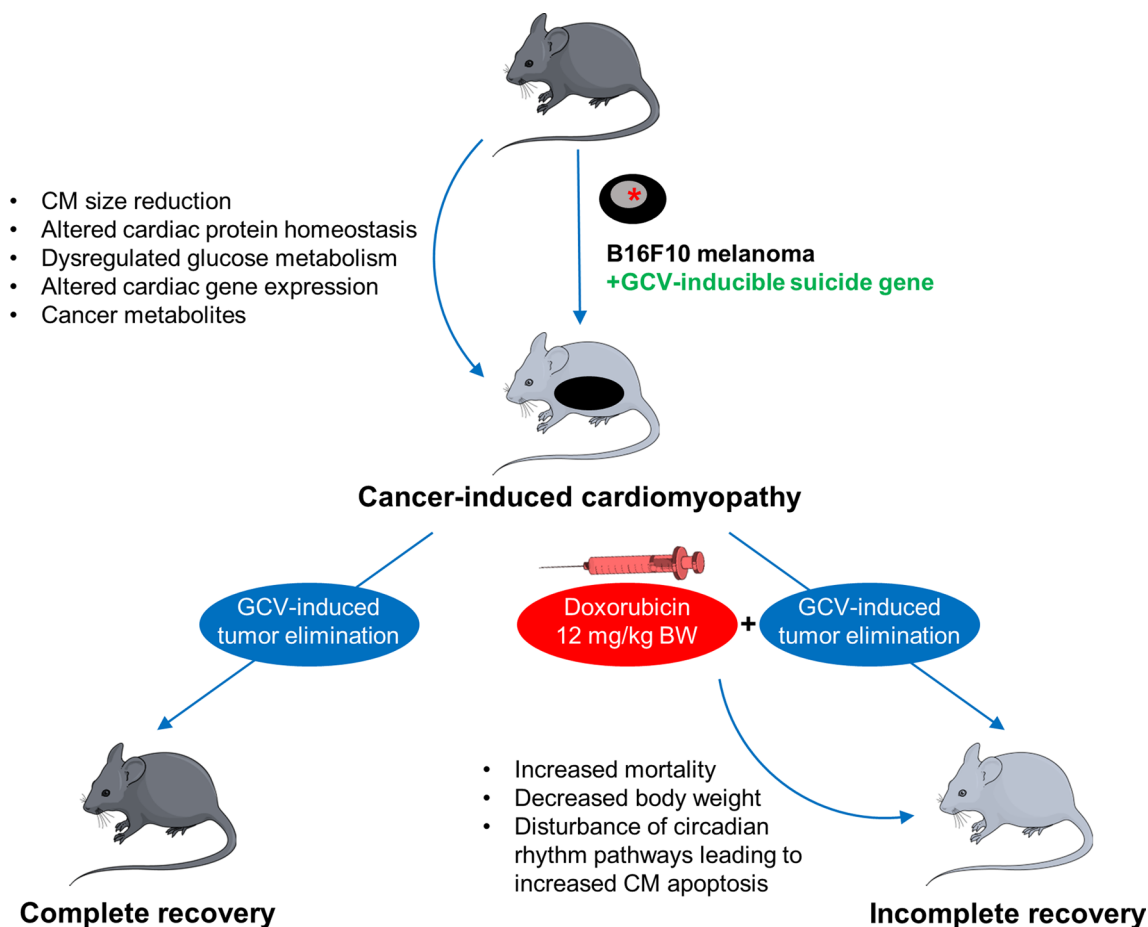 • CM size reduction
• Altered cardiac protein homeostasis
• Dysregulated glucose metabolism
• Altered cardiac gene expression
• Cancer metabolites
*
B16F10 melanoma
+GCV-inducible suicide gene
Cancer-induced cardiomyopathy
GCV-induced
tumor elimination
Doxorubicin
12 mg/kg BW
+
GCV-induced
tumor elimination
• Increased mortality
• Decreased body weight
• Disturbance of circadian
rhythm pathways leading to
increased CM apoptosis
Complete recovery
Incomplete recovery